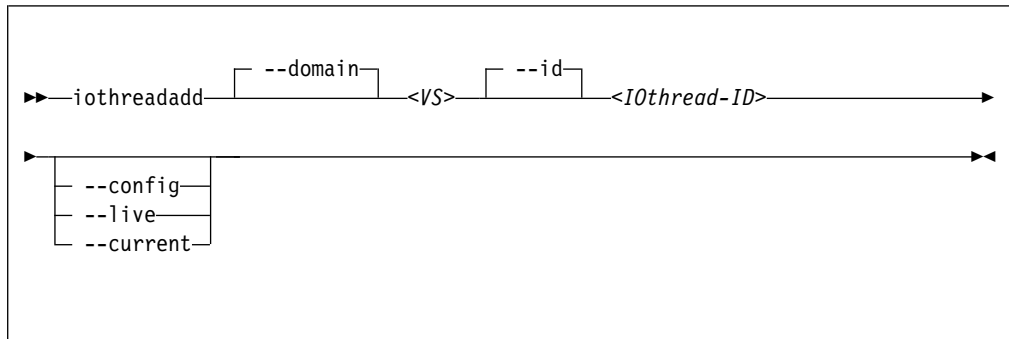 --domain --id
iothreadadd <VS> <IOthread-ID>
--config
--live
--current